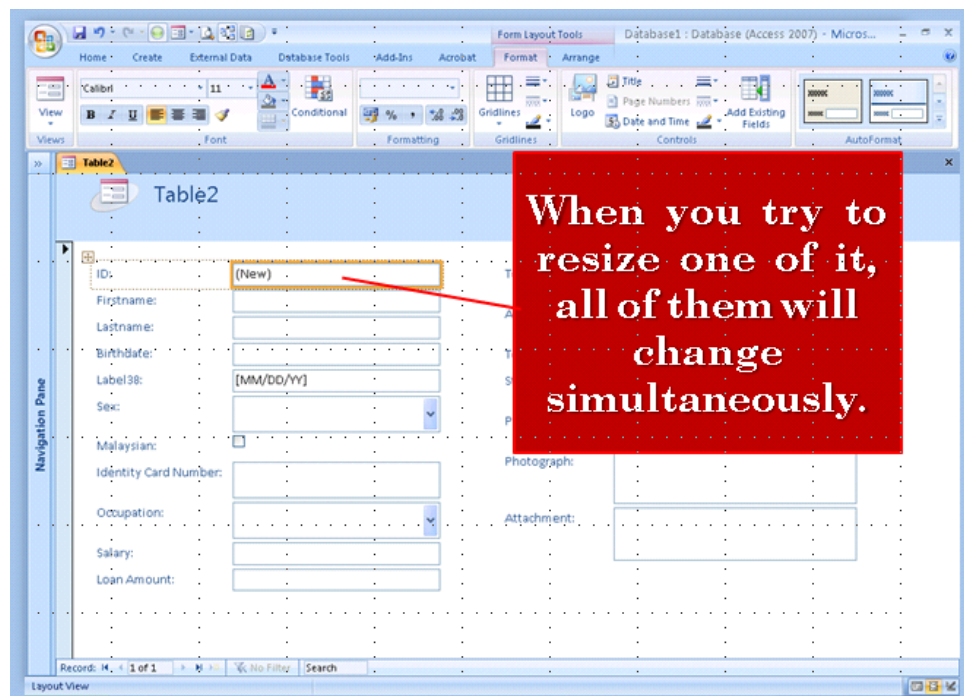 Form Layout Tools
Database1 : Database (Access 2007) - Micros...
Home
Create
External Data
Database Tools
Add-Ins
Acrobat
Format
Arrange
Calibri
11
B I U
Conditional
% ,
Gridlines
Logo
Title
Page Numbers
Date and Time
Add Existing Fields
View
Views
Font
Formatting
Gridlines
Controls
AutoFormat
Table2
Table2
When you try to
resize one of it,
all of them will
change
simultaneously.
Navigation Pane
ID:
(New)
Firstname:
Lastname:
Birthdate:
Label38:
[MM/DD/YY]
Sex:
Malaysian:
Identity Card Number:
Occupation:
Salary:
Loan Amount:
Photograph:
Attachment:
Record:
1 of 1
No Filter
Search
Layout View